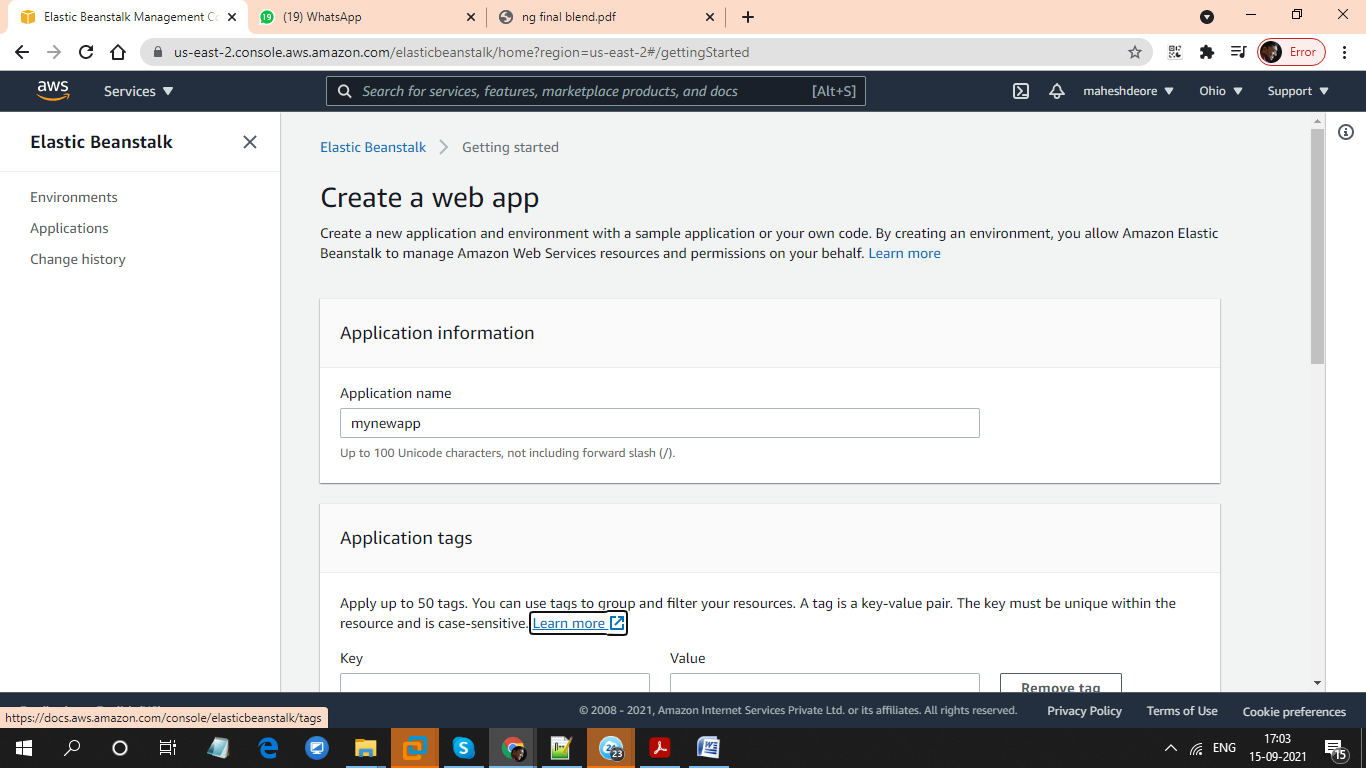 Elastic Beanstalk Management Co
(19) WhatsApp
ng final blend.pdf
us-east-2.console.aws.amazon.com/elasticbeanstalk/home?region=us-east-2#/gettingStarted
Error
aws
Services
Search for services, features, marketplace products, and docs
[Alt+S]
maheshdeore
Ohio
Support
Elastic Beanstalk
Environments
Applications
Change history
Elastic Beanstalk
Getting started
Create a web app
Create a new application and environment with a sample application or your own code. By creating an environment, you allow Amazon Elastic
Beanstalk to manage Amazon Web Services resources and permissions on your behalf. Learn more
Application information
Application name
mynewapp
Up to 100 Unicode characters, not including forward slash (/).
Application tags
Apply up to 50 tags. You can use tags to group and filter your resources. A tag is a key-value pair. The key must be unique within the
resource and is case-sensitive. Learn more
Key
Value
Remove tag
https://docs.aws.amazon.com/console/elasticbeanstalk/tags
© 2008 - 2021, Amazon Internet Services Private Ltd. or its affiliates. All rights reserved.
Privacy Policy
Terms of Use
Cookie preferences
ENG
17:03
15-09-2021
15